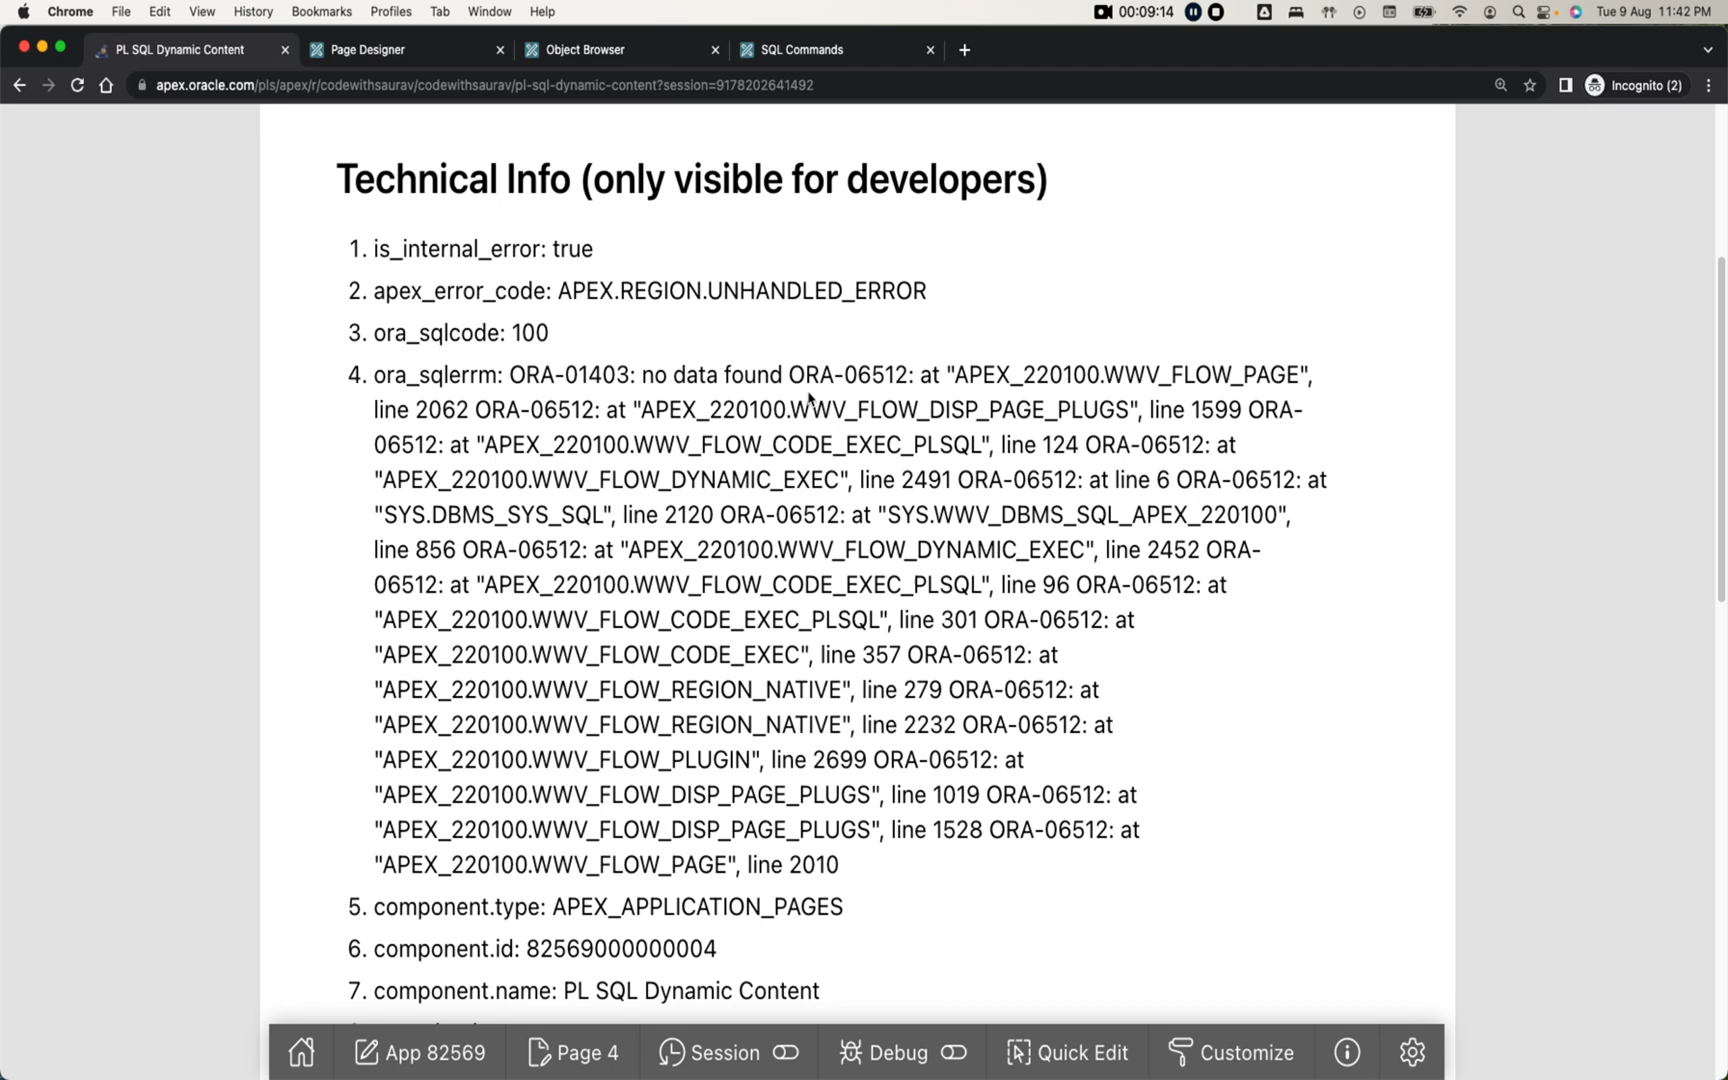 Chrome File Edit View History Bookmarks Profiles Tab Window Help 00:09:14 Tue 9 Aug 11:42 PM
PL SQL Dynamic Content Page Designer Object Browser SQL Commands
apex.oracle.com/pls/apex/r/codewithsaurav/codewithsaurav/pl-sql-dynamic-content?session=9178202641492 Incognito (2)
Technical Info (only visible for developers)
1. is_internal_error: true
2. apex_error_code: APEX.REGION.UNHANDLED_ERROR
3. ora_sqlcode: 100
4. ora_sqlerrm: ORA-01403: no data found ORA-06512: at "APEX_220100.WWV_FLOW_PAGE",
line 2062 ORA-06512: at "APEX_220100.WWV_FLOW_DISP_PAGE_PLUGS", line 1599 ORA-
06512: at "APEX_220100.WWV_FLOW_CODE_EXEC_PLSQL", line 124 ORA-06512: at
"APEX_220100.WWV_FLOW_DYNAMIC_EXEC", line 2491 ORA-06512: at line 6 ORA-06512: at
"SYS.DBMS_SYS_SQL", line 2120 ORA-06512: at "SYS.WWV_DBMS_SQL_APEX_220100",
line 856 ORA-06512: at "APEX_220100.WWV_FLOW_DYNAMIC_EXEC", line 2452 ORA-
06512: at "APEX_220100.WWV_FLOW_CODE_EXEC_PLSQL", line 96 ORA-06512: at
"APEX_220100.WWV_FLOW_CODE_EXEC_PLSQL", line 301 ORA-06512: at
"APEX_220100.WWV_FLOW_CODE_EXEC", line 357 ORA-06512: at
"APEX_220100.WWV_FLOW_REGION_NATIVE", line 279 ORA-06512: at
"APEX_220100.WWV_FLOW_REGION_NATIVE", line 2232 ORA-06512: at
"APEX_220100.WWV_FLOW_PLUGIN", line 2699 ORA-06512: at
"APEX_220100.WWV_FLOW_DISP_PAGE_PLUGS", line 1019 ORA-06512: at
"APEX_220100.WWV_FLOW_DISP_PAGE_PLUGS", line 1528 ORA-06512: at
"APEX_220100.WWV_FLOW_PAGE", line 2010
5. component.type: APEX_APPLICATION_PAGES
6. component.id: 82569000000004
7. component.name: PL SQL Dynamic Content
App 82569 Page 4 Session Debug Quick Edit Customize